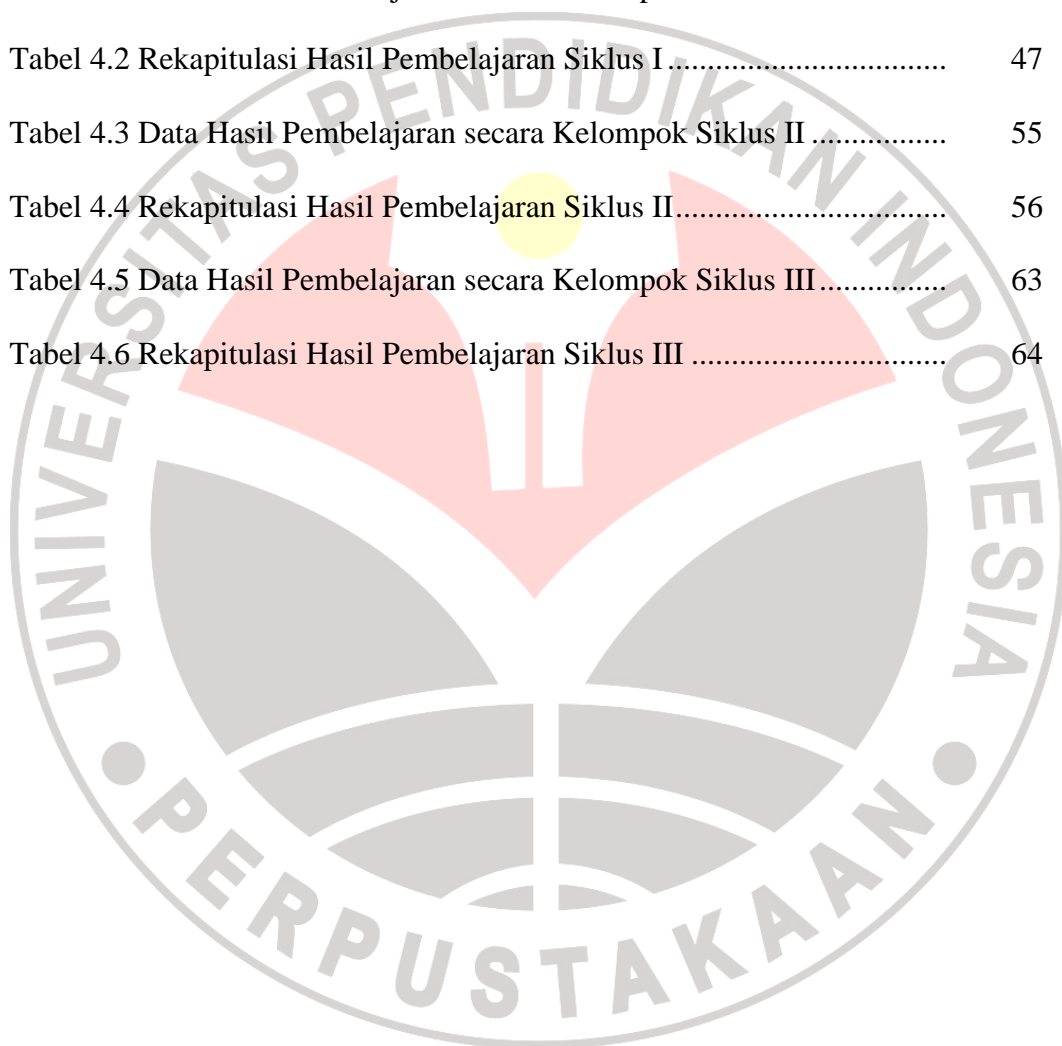 Tabel 4.2 Rekapitulasi Hasil Pembelajaran Siklus I ................................... 47
Tabel 4.3 Data Hasil Pembelajaran secara Kelompok Siklus II ................. 55
Tabel 4.4 Rekapitulasi Hasil Pembelajaran Siklus II.................................. 56
Tabel 4.5 Data Hasil Pembelajaran secara Kelompok Siklus III................ 63
Tabel 4.6 Rekapitulasi Hasil Pembelajaran Siklus III ................................ 64
UNIVERSITAS PENDIDIKAN INDONESIA
PERPUSTAKAAN